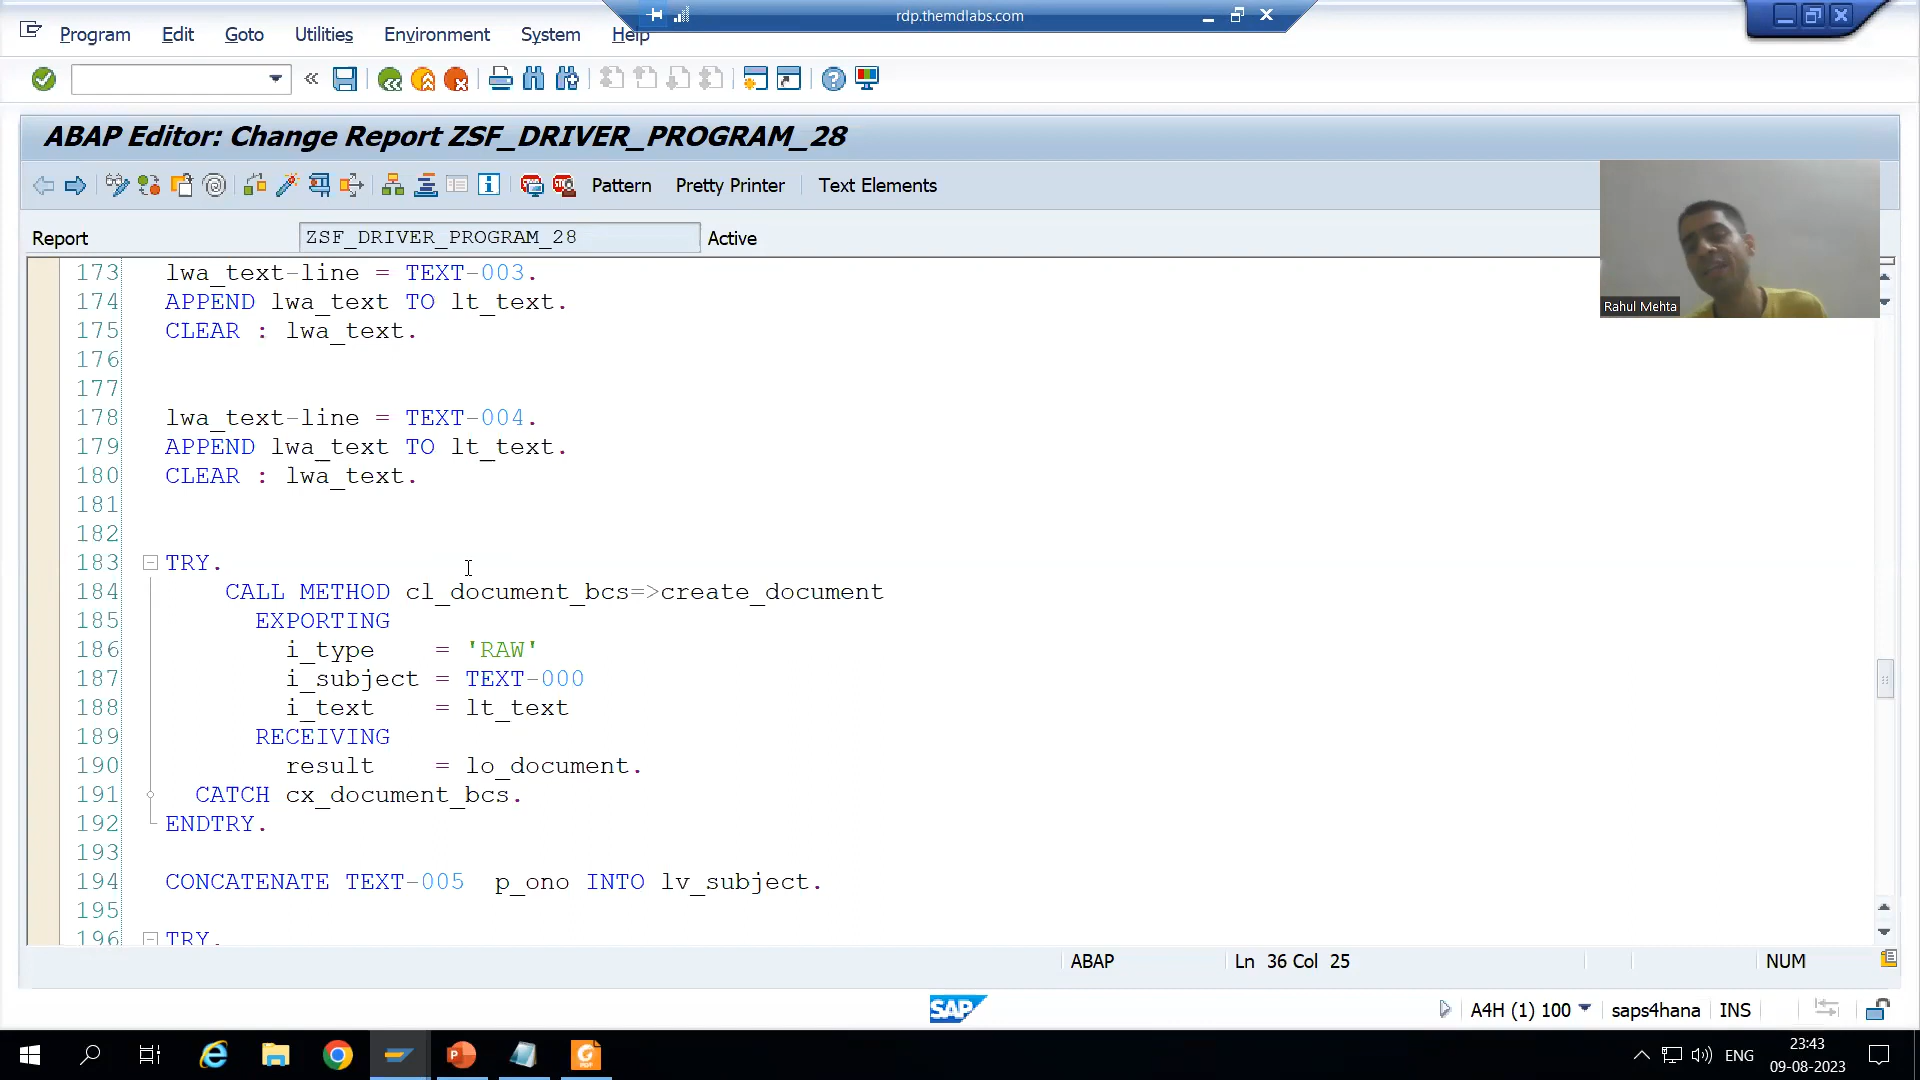 rdp.themdlabs.com
Program Edit Goto Utilities Environment System Help
ABAP Editor: Change Report ZSF_DRIVER_PROGRAM_28
Pattern Pretty Printer Text Elements
Report ZSF_DRIVER_PROGRAM_28 Active
Rahul Mehta
173 lwa_text-line = TEXT-003.
174 APPEND lwa_text TO lt_text.
175 CLEAR : lwa_text.
176
177
178 lwa_text-line = TEXT-004.
179 APPEND lwa_text TO lt_text.
180 CLEAR : lwa_text.
181
182
183 TRY.
184 CALL METHOD cl_document_bcs=>create_document
185 EXPORTING
186 i_type = 'RAW'
187 i_subject = TEXT-000
188 i_text = lt_text
189 RECEIVING
190 result = lo_document.
191 CATCH cx_document_bcs.
192 ENDTRY.
193
194 CONCATENATE TEXT-005 p_ono INTO lv_subject.
195
196 TRY.
ABAP Ln 36 Col 25 NUM
SAP A4H (1) 100 saps4hana INS
ENG 23:43
09-08-2023